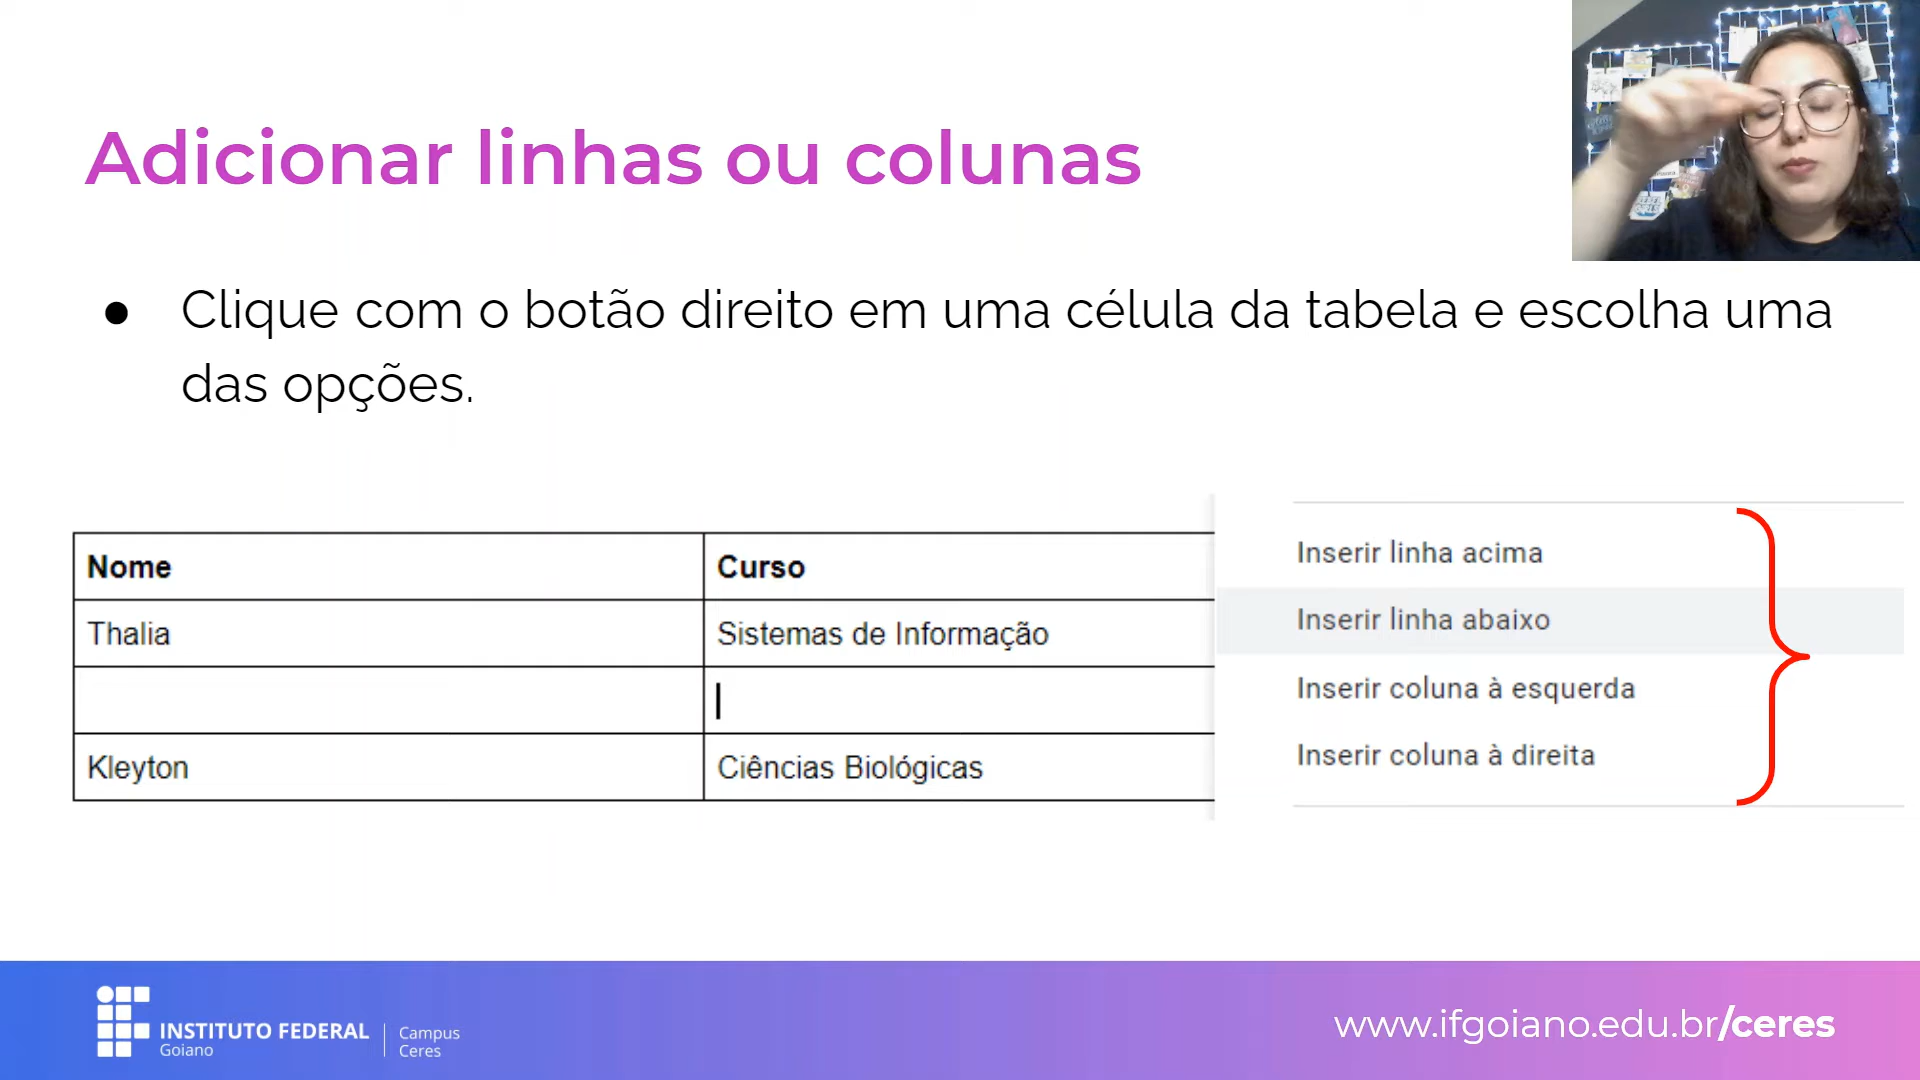 Adicionar linhas ou colunas
● Clique com o botão direito em uma célula da tabela e escolha uma
das opções.
Nome Curso
Thalia Sistemas de Informação
Kleyton Ciências Biológicas
Inserir linha acima
Inserir linha abaixo
Inserir coluna à esquerda
Inserir coluna à direita
INSTITUTO FEDERAL
Goiano
Campus
Ceres
www.ifgoiano.edu.br/ceres